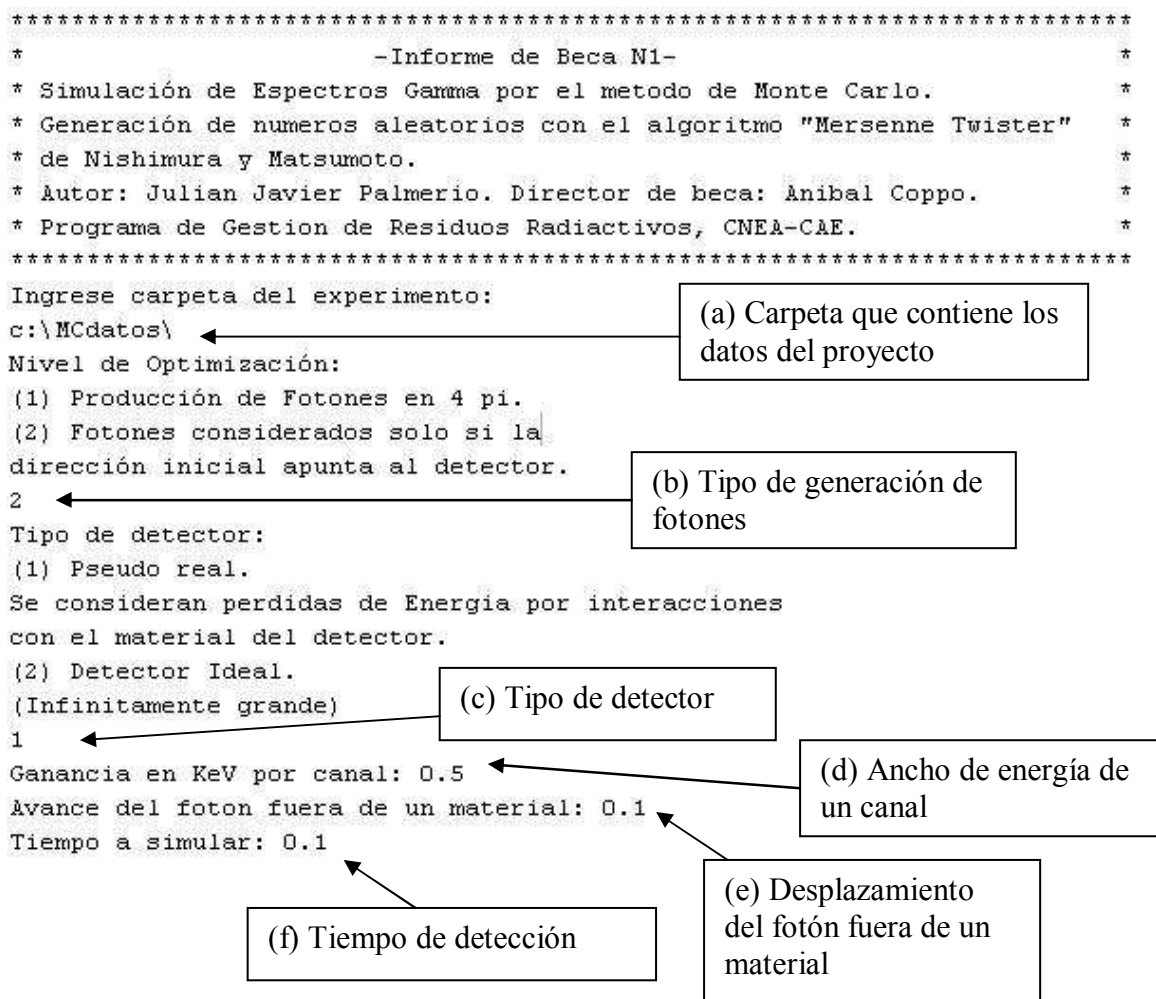 ***************************************************************************
* -Informe de Beca N1- *
* Simulación de Espectros Gamma por el metodo de Monte Carlo. *
* Generación de numeros aleatorios con el algoritmo "Mersenne Twister" *
* de Nishimura y Matsumoto. *
* Autor: Julian Javier Palmerio. Director de beca: Anibal Coppo. *
* Programa de Gestion de Residuos Radiactivos, CNEA-CAE. *
***************************************************************************
Ingrese carpeta del experimento:
c:\MCdatos\
(a) Carpeta que contiene los
datos del proyecto
Nivel de Optimización:
(1) Producción de Fotones en 4 pi.
(2) Fotones considerados solo si la
dirección inicial apunta al detector.
2
(b) Tipo de generación de
fotones
Tipo de detector:
(1) Pseudo real.
Se consideran perdidas de Energia por interacciones
con el material del detector.
(2) Detector Ideal.
(Infinitamente grande)
1
(c) Tipo de detector
Ganancia en KeV por canal: 0.5
(d) Ancho de energía de
un canal
Avance del foton fuera de un material: 0.1
Tiempo a simular: 0.1
(e) Desplazamiento
del fotón fuera de un
material
(f) Tiempo de detección